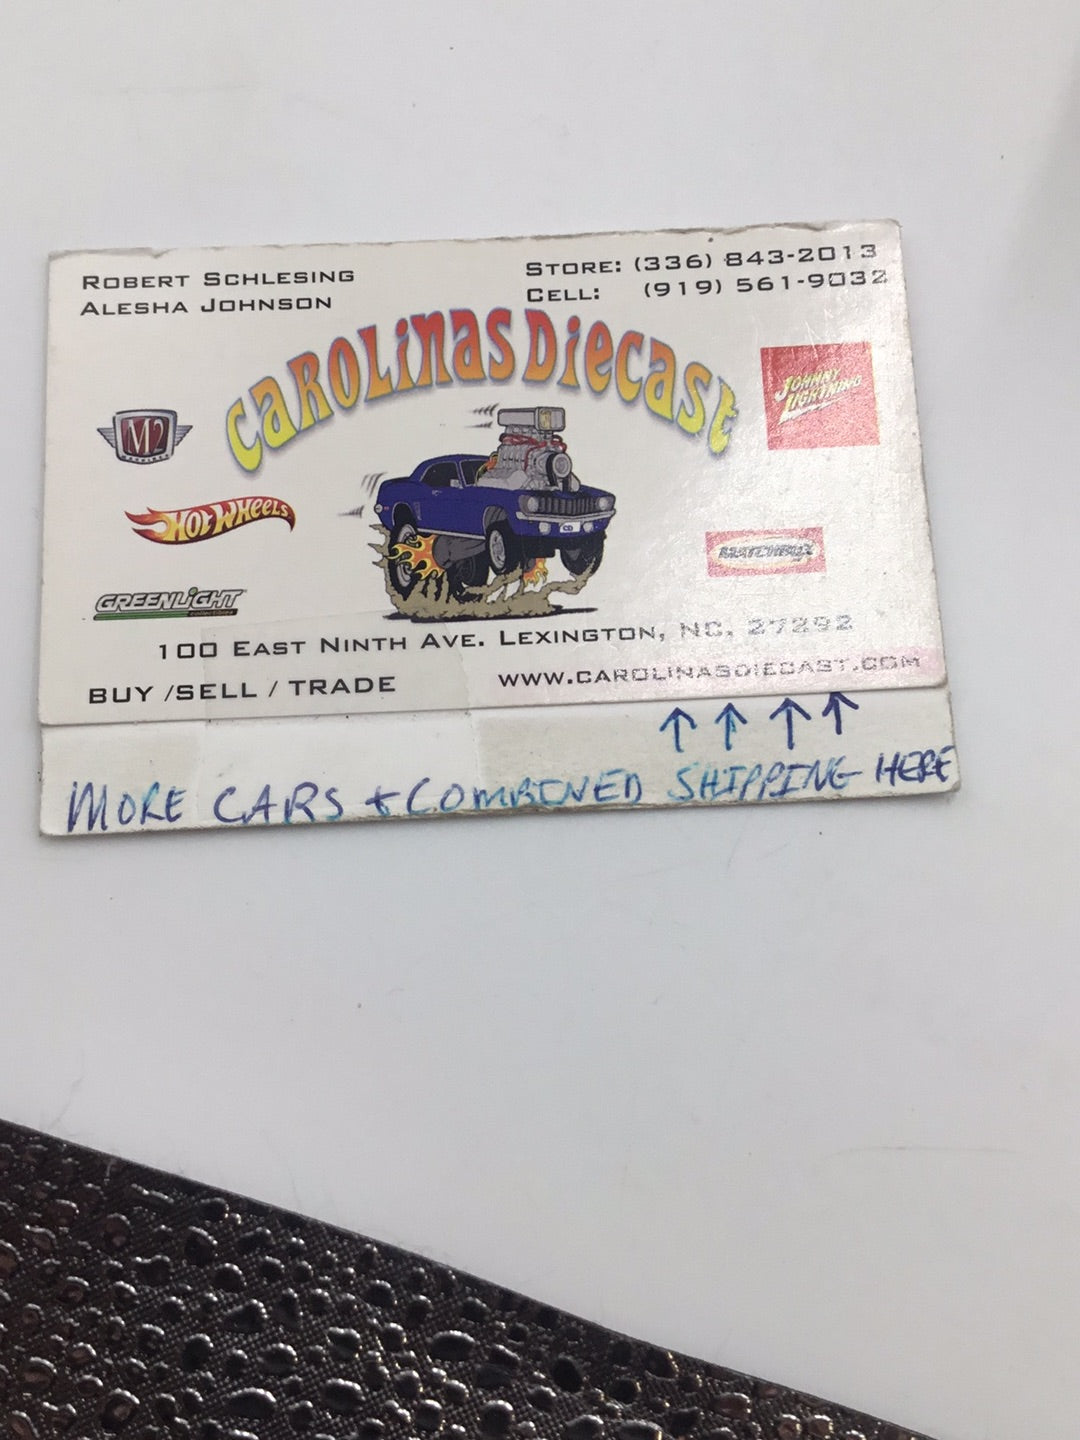 ROBERT SCHLESING
ALESHA JOHNSON
STORE: (336) 843-2013
CELL: (919) 561-9032
CAROLINAS DIECAST
M2
MACHINES
HOT WHEELS
GREENLIGHT
JOHNNY
LIGHTNING
MATCHBOX
CD
100 EAST NINTH AVE. LEXINGTON, NC, 27292
BUY /SELL / TRADE
WWW.CAROLINASDIECAST.COM
↑ ↑ ↑ ↑
MORE CARS + COMBINED SHIPPING HERE